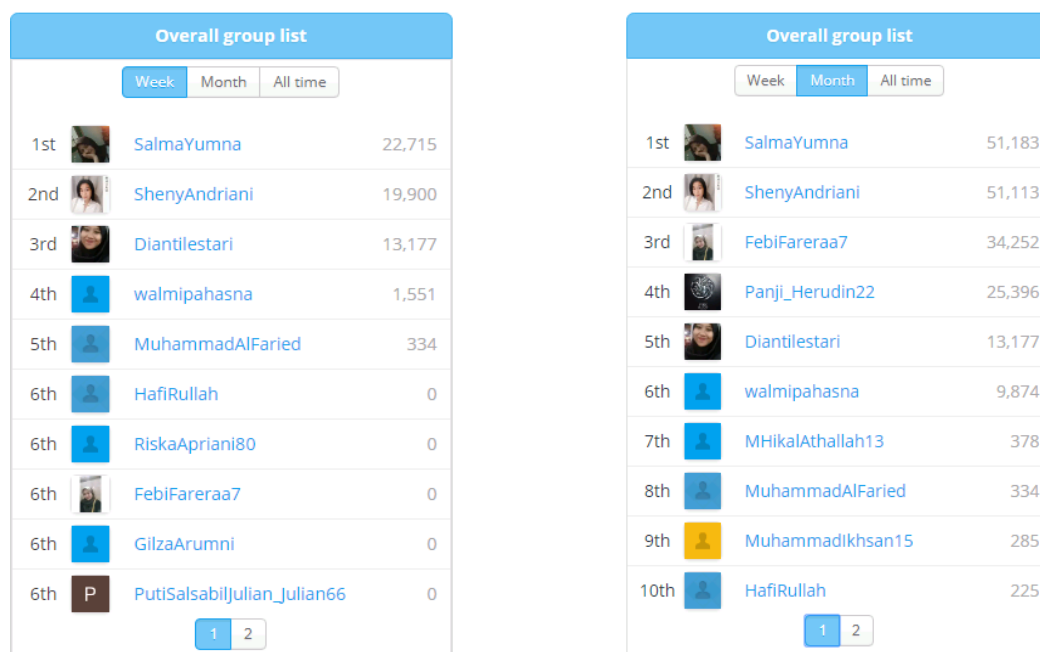 Overall group list
Week Month All time
1st SalmaYumna 22,715
2nd ShenyAndriani 19,900
3rd Diantilestari 13,177
4th walmipahasna 1,551
5th MuhammadAlFaried 334
6th HafiRullah 0
6th RiskaApriani80 0
6th FebiFareraa7 0
6th GilzaArumni 0
6th P PutiSalsabilJulian_Julian66 0
1 2
Overall group list
Week Month All time
1st SalmaYumna 51,183
2nd ShenyAndriani 51,113
3rd FebiFareraa7 34,252
4th Panji_Herudin22 25,396
5th Diantilestari 13,177
6th walmipahasna 9,874
7th MHikalAthallah13 378
8th MuhammadAlFaried 334
9th MuhammadIkhsan15 285
10th HafiRullah 225
1 2